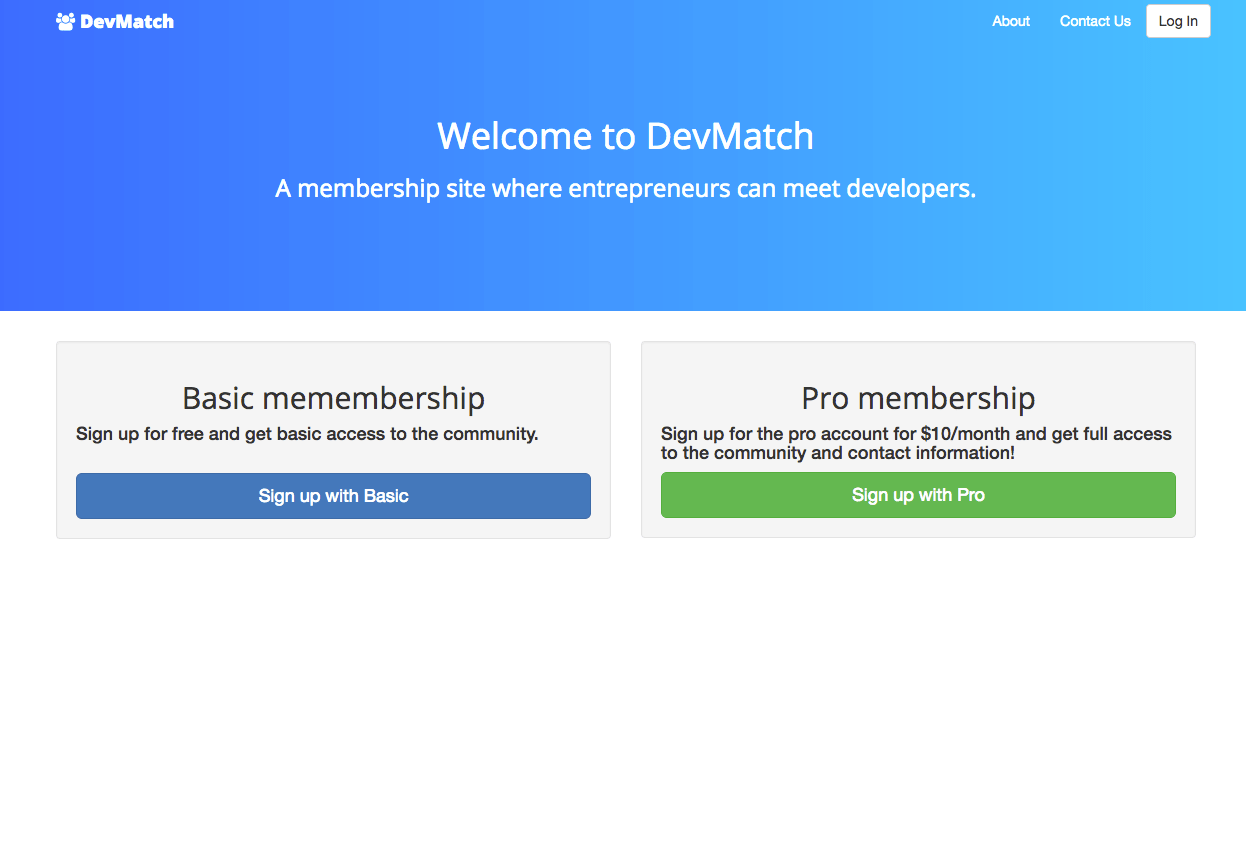 DevMatch
About
Contact Us
Log In
Welcome to DevMatch
A membership site where entrepreneurs can meet developers.
Basic memembership
Sign up for free and get basic access to the community.
Sign up with Basic
Pro membership
Sign up for the pro account for $10/month and get full access
to the community and contact information!
Sign up with Pro